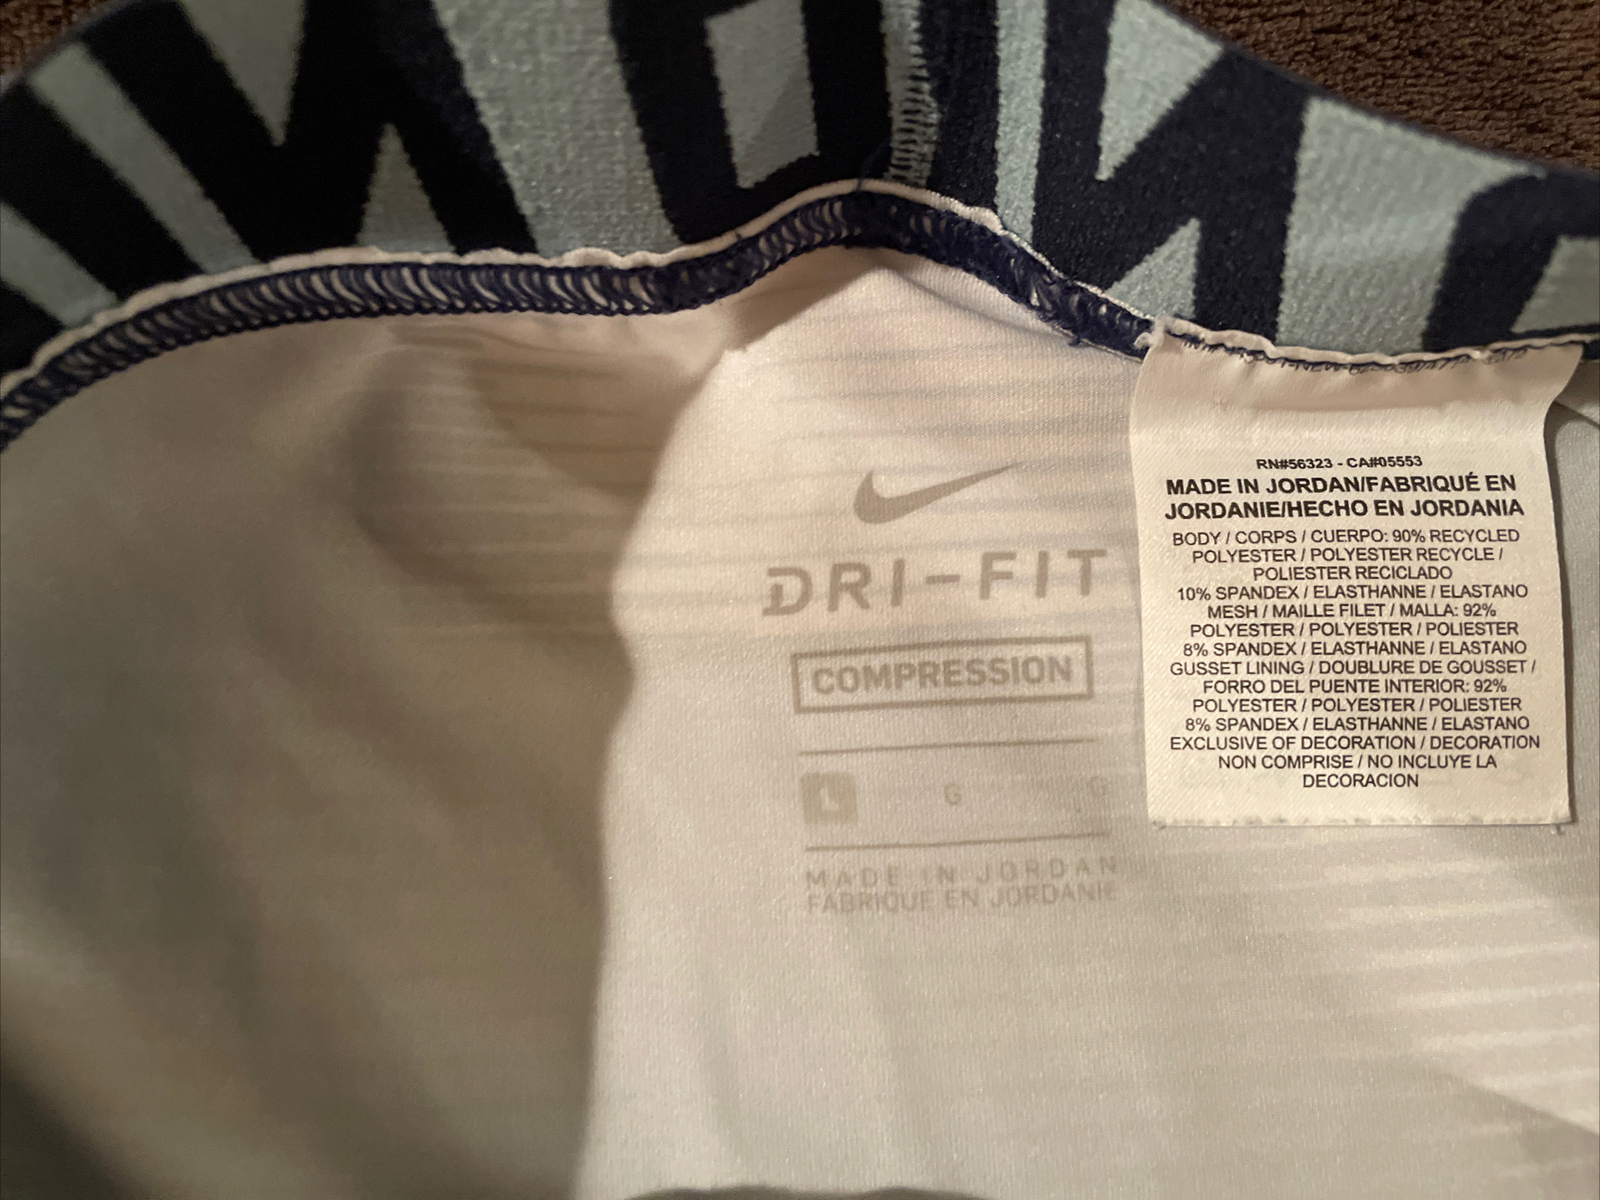 DRI-FIT
COMPRESSION
L G G
MADE IN JORDAN
FABRIQUÉ EN JORDANIE
RN#56323 - CA#05553
MADE IN JORDAN/FABRIQUÉ EN
JORDANIE/HECHO EN JORDANIA
BODY / CORPS / CUERPO: 90% RECYCLED
POLYESTER / POLYESTER RECYCLE /
POLIESTER RECICLADO
10% SPANDEX / ELASTHANNE / ELASTANO
MESH / MAILLE FILET / MALLA: 92%
POLYESTER / POLYESTER / POLIESTER
8% SPANDEX / ELASTHANNE / ELASTANO
GUSSET LINING / DOUBLURE DE GOUSSET /
FORRO DEL PUENTE INTERIOR: 92%
POLYESTER / POLYESTER / POLIESTER
8% SPANDEX / ELASTHANNE / ELASTANO
EXCLUSIVE OF DECORATION / DECORATION
NON COMPRISE / NO INCLUYE LA
DECORACION